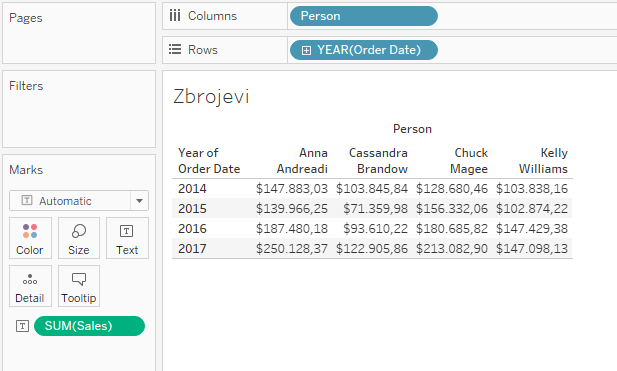 Pages
Columns Person
Rows YEAR(Order Date)
Filters
Zbrojevi
Person
Year of Order Date Anna Andreadi Cassandra Brandow Chuck Magee Kelly Williams
2014 $147.883,03 $103.845,84 $128.680,46 $103.838,16
2015 $139.966,25 $71.359,98 $156.332,06 $102.874,22
2016 $187.480,18 $93.610,22 $180.685,82 $147.429,38
2017 $250.128,37 $122.905,86 $213.082,90 $147.098,13
Marks
T Automatic
Color Size T Text
Detail Tooltip
T SUM(Sales)